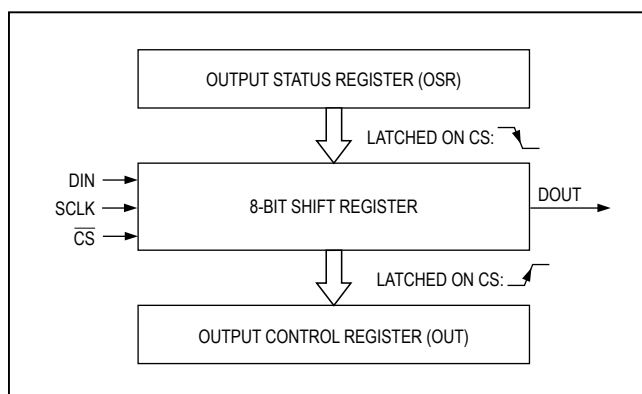 OUTPUT STATUS REGISTER (OSR)
LATCHED ON CS:
DIN
SCLK
C̅S̅
8-BIT SHIFT REGISTER
DOUT
LATCHED ON CS:
OUTPUT CONTROL REGISTER (OUT)